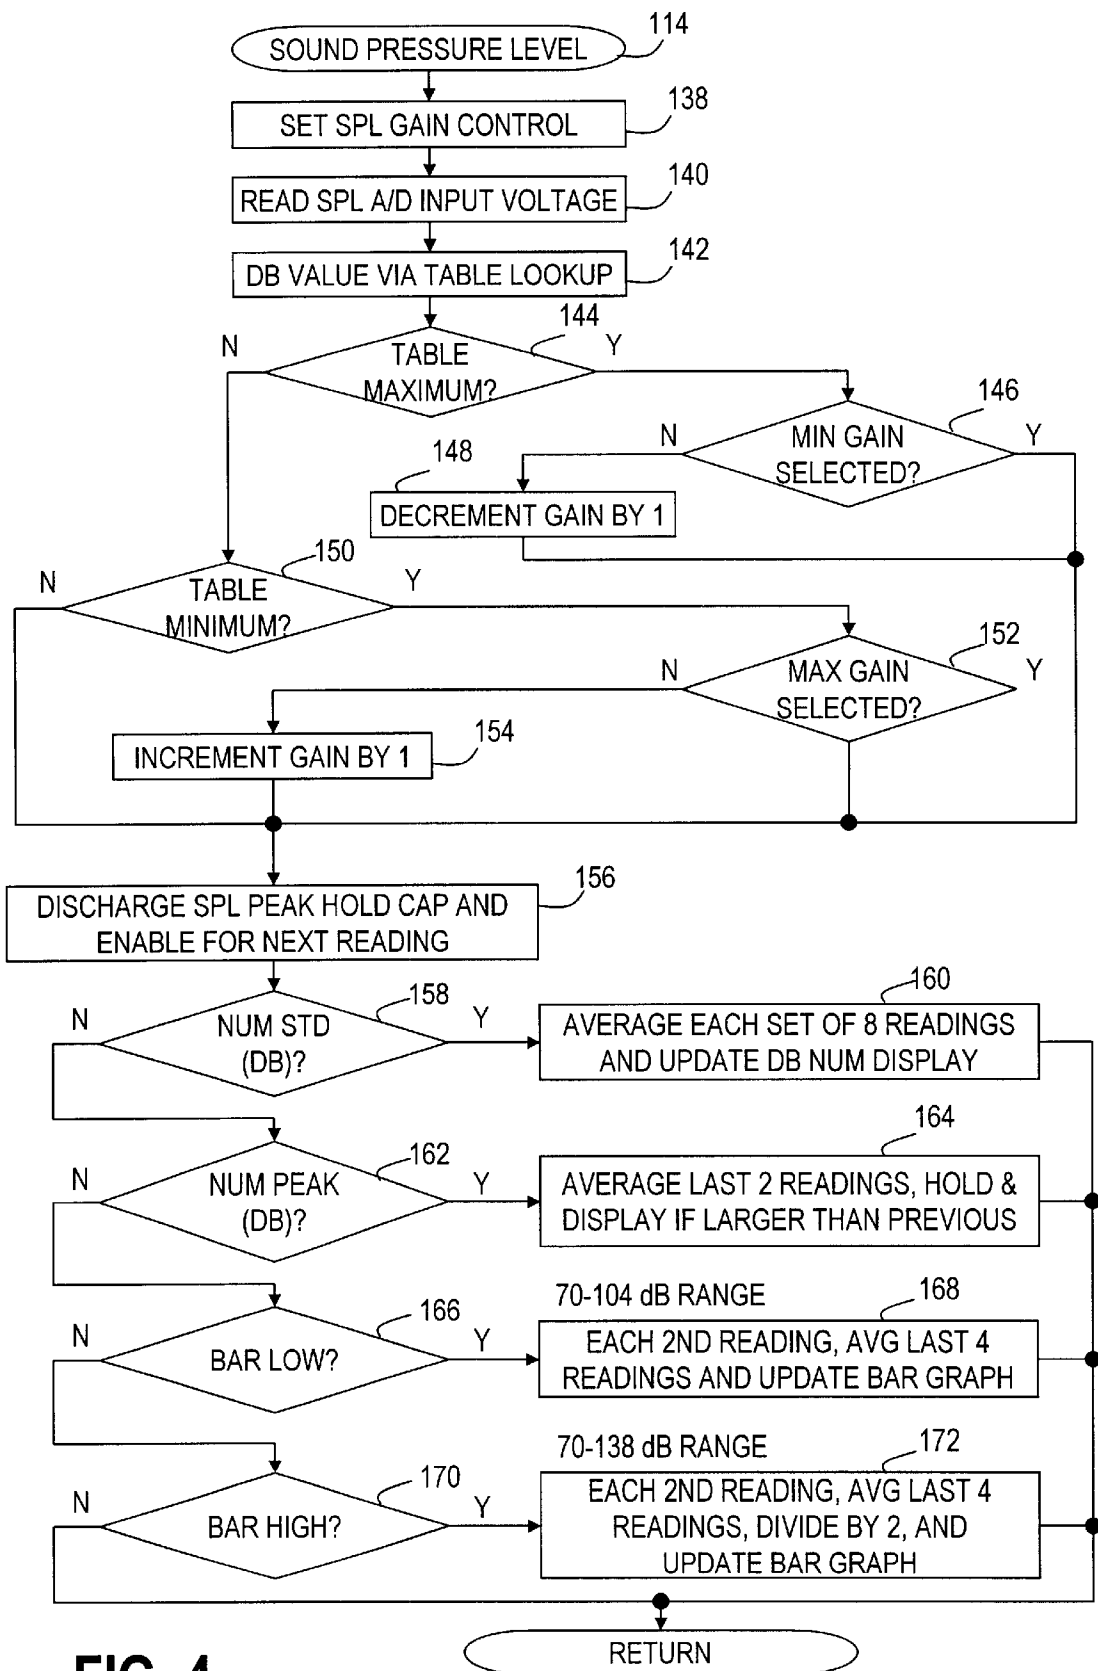 SOUND PRESSURE LEVEL
114
SET SPL GAIN CONTROL
138
READ SPL A/D INPUT VOLTAGE
140
DB VALUE VIA TABLE LOOKUP
142
144
N
TABLE
MAXIMUM?
Y
146
N
MIN GAIN
SELECTED?
Y
148
DECREMENT GAIN BY 1
150
N
TABLE
MINIMUM?
Y
152
N
MAX GAIN
SELECTED?
Y
INCREMENT GAIN BY 1
154
156
DISCHARGE SPL PEAK HOLD CAP AND
ENABLE FOR NEXT READING
158
N
NUM STD
(DB)?
Y
160
AVERAGE EACH SET OF 8 READINGS
AND UPDATE DB NUM DISPLAY
162
N
NUM PEAK
(DB)?
Y
164
AVERAGE LAST 2 READINGS, HOLD &
DISPLAY IF LARGER THAN PREVIOUS
166
N
BAR LOW?
Y
70-104 dB RANGE
168
EACH 2ND READING, AVG LAST 4
READINGS AND UPDATE BAR GRAPH
170
N
BAR HIGH?
Y
70-138 dB RANGE
172
EACH 2ND READING, AVG LAST 4
READINGS, DIVIDE BY 2, AND
UPDATE BAR GRAPH
RETURN
FIG. 4